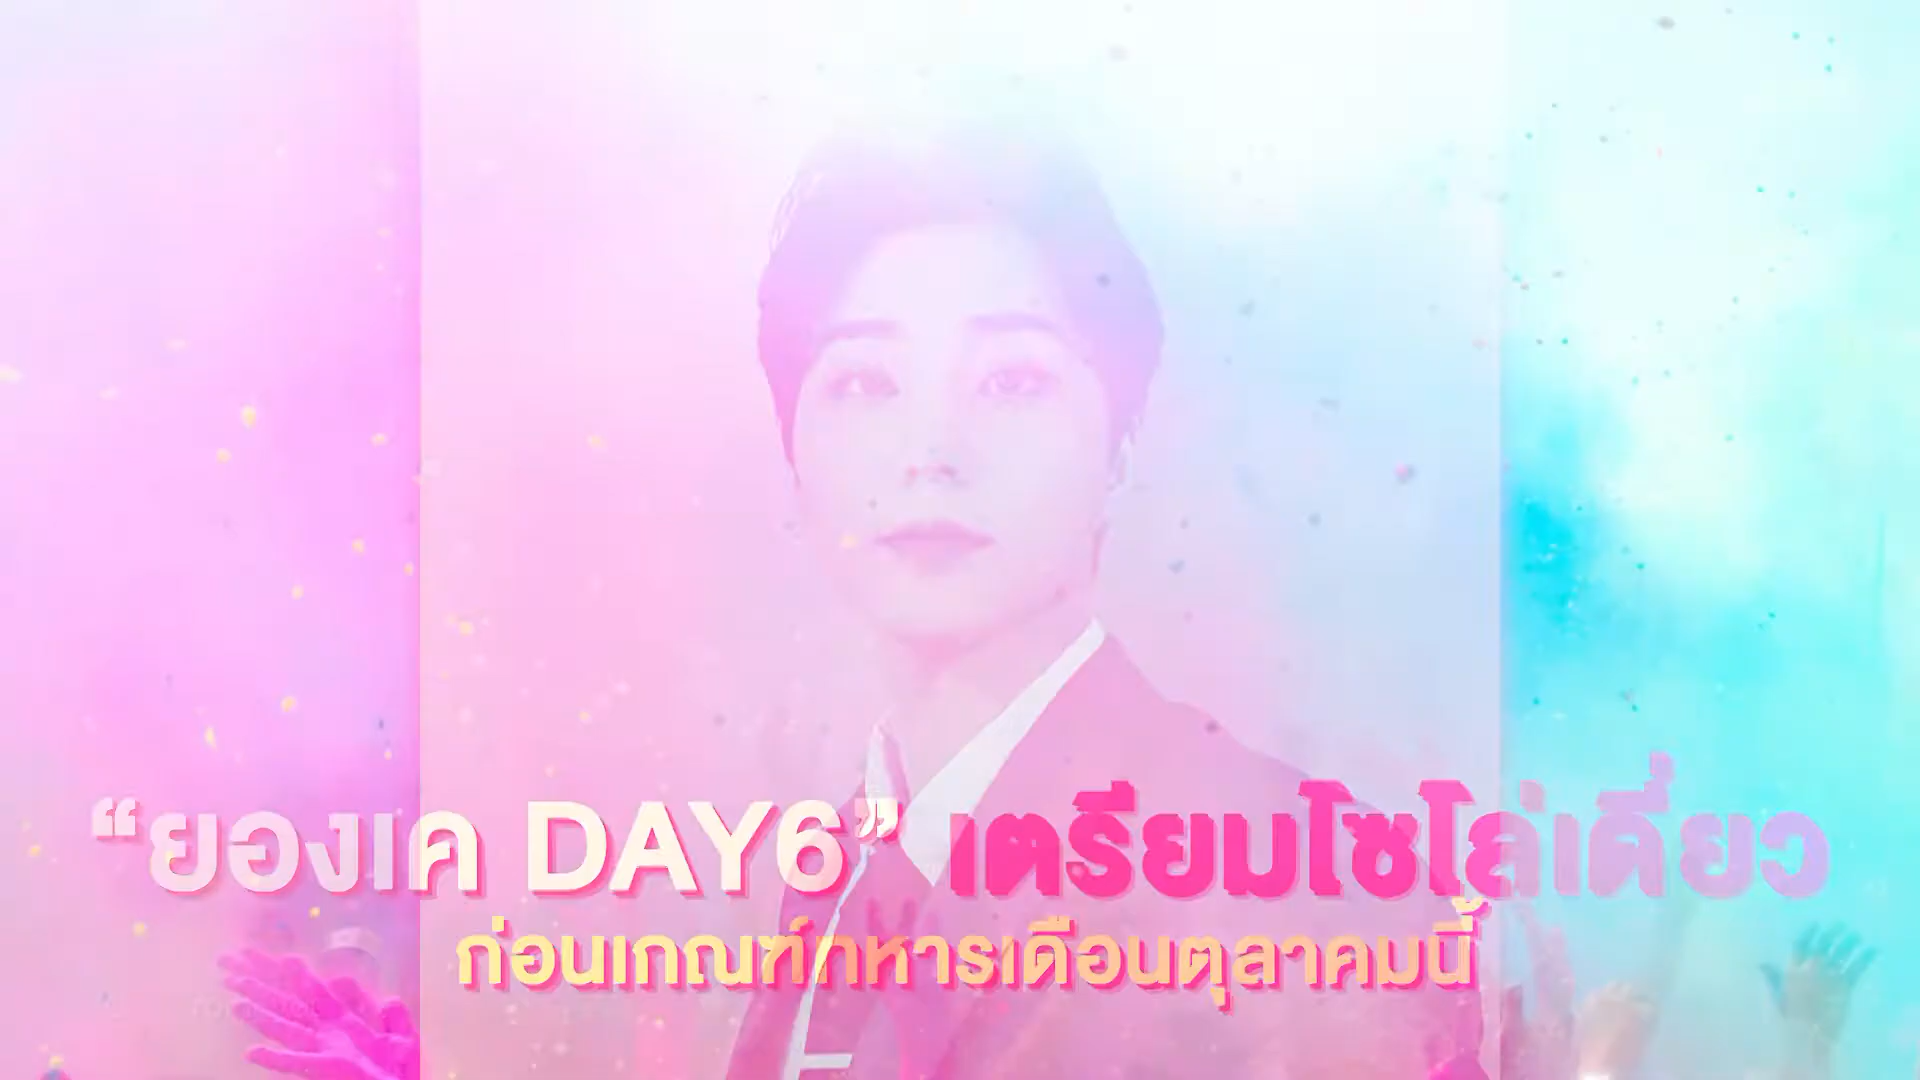 “ยองเค DAY6” เตรียมโซโล่เดี่ยว
ก่อนเกณฑ์ทหารเดือนตุลาคมนี้